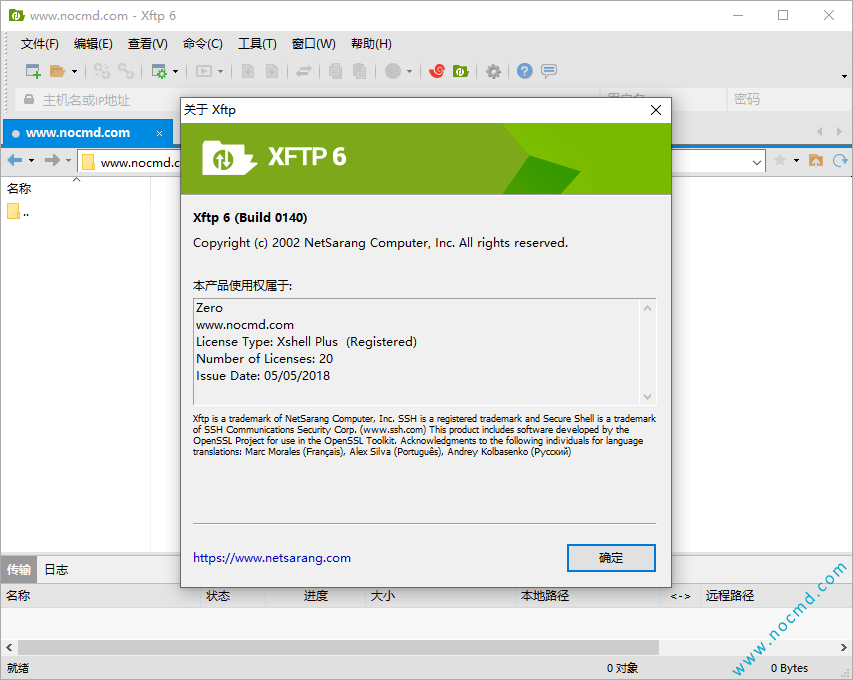 www.nocmd.com - Xftp 6
文件(F) 编辑(E) 查看(V) 命令(C) 工具(T) 窗口(W) 帮助(H)
主机名或IP地址
密码
www.nocmd.com
www.nocmd.c
名称
..
关于 Xftp
XFTP 6
Xftp 6 (Build 0140)
Copyright (c) 2002 NetSarang Computer, Inc. All rights reserved.
本产品使用权属于:
Zero
www.nocmd.com
License Type: Xshell Plus (Registered)
Number of Licenses: 20
Issue Date: 05/05/2018
Xftp is a trademark of NetSarang Computer, Inc. SSH is a registered trademark and Secure Shell is a trademark
of SSH Communications Security Corp. (www.ssh.com) This product includes software developed by the
OpenSSL Project for use in the OpenSSL Toolkit. Acknowledgments to the following individuals for language
translations: Marc Morales (Français), Alex Silva (Português), Andrey Kolbasenko (Русский)
https://www.netsarang.com
确定
传输 日志
名称 状态 进度 大小 本地路径 <-> 远程路径
就绪 0 对象 0 Bytes
www.nocmd.com